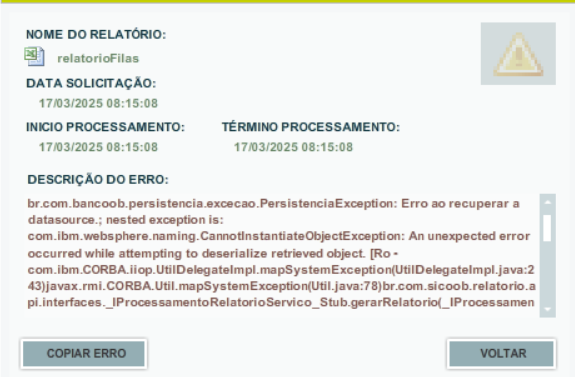 NOME DO RELATÓRIO:
relatorioFilas
DATA SOLICITAÇÃO:
17/03/2025 08:15:08
INICIO PROCESSAMENTO: TÉRMINO PROCESSAMENTO:
17/03/2025 08:15:08 17/03/2025 08:15:08
DESCRIÇÃO DO ERRO:
br.com.bancoob.persistencia.excecao.PersistenciaException: Erro ao recuperar a
datasource.; nested exception is:
com.ibm.websphere.naming.CannotInstantiateObjectException: An unexpected error
occurred while attempting to deserialize retrieved object. [Ro -
com.ibm.CORBA.iiop.UtilDelegateImpl.mapSystemException(UtilDelegateImpl.java:2
43)javax.rmi.CORBA.Util.mapSystemException(Util.java:78)br.com.sicoob.relatorio.a
pi.interfaces._IProcessamentoRelatorioServico_Stub.gerarRelatorio(_IProcessamen
COPIAR ERRO VOLTAR